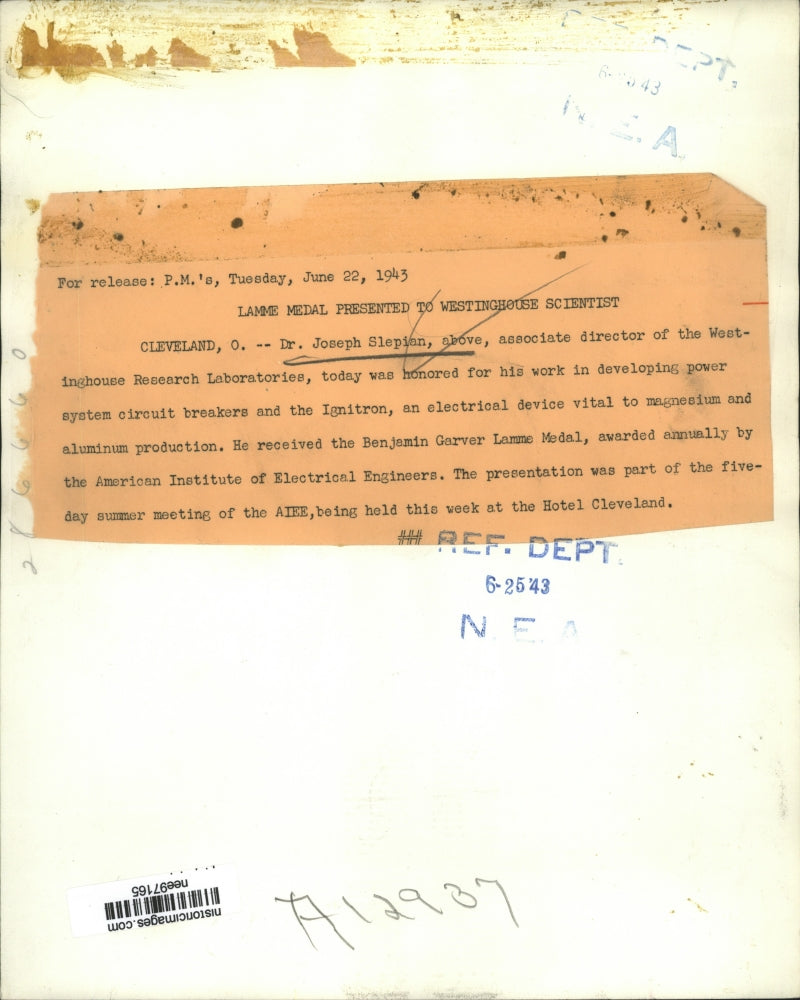 DEPT.
6-2543
N. E. A.
For release: P.M.'s, Tuesday, June 22, 1943
LAMME MEDAL PRESENTED TO WESTINGHOUSE SCIENTIST
CLEVELAND, O. -- Dr. Joseph Slepian, above, associate director of the West-
inghouse Research Laboratories, today was honored for his work in developing power
system circuit breakers and the Ignitron, an electrical device vital to magnesium and
aluminum production. He received the Benjamin Garver Lamme Medal, awarded annually by
the American Institute of Electrical Engineers. The presentation was part of the five-
day summer meeting of the AIEE,being held this week at the Hotel Cleveland.
###
REF. DEPT.
6-25'43
N. E. A
A12937
historicimages.com
nee97165